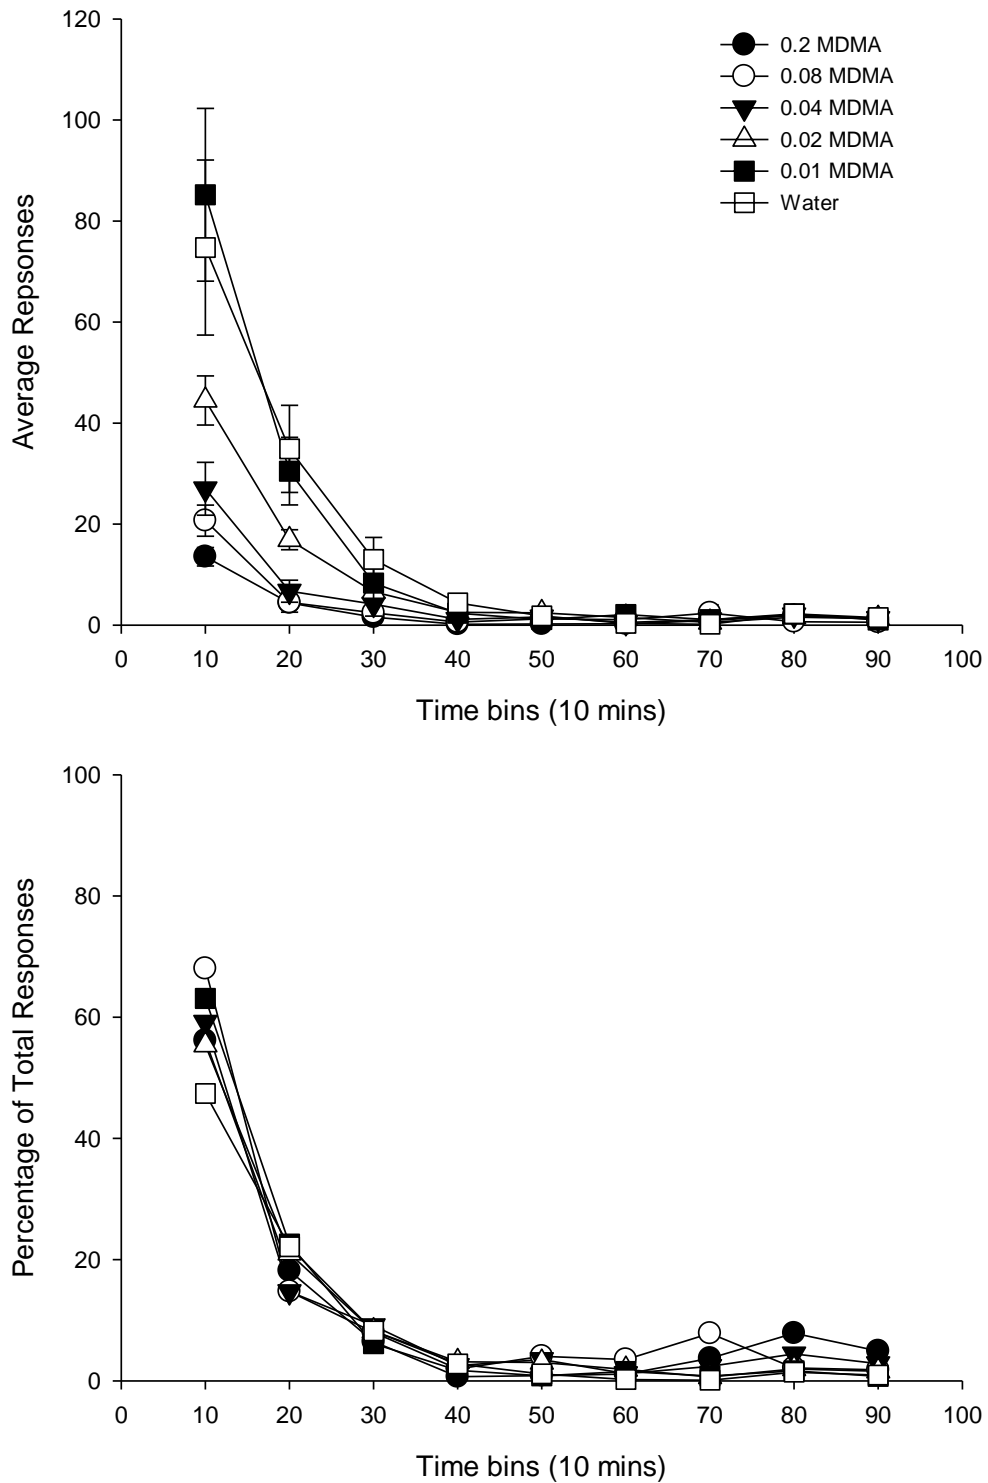 120
100
80
60
40
20
0
Average Repsonses
0.2 MDMA
0.08 MDMA
0.04 MDMA
0.02 MDMA
0.01 MDMA
Water
0 10 20 30 40 50 60 70 80 90 100
Time bins (10 mins)
100
80
60
40
20
0
Percentage of Total Responses
0 10 20 30 40 50 60 70 80 90 100
Time bins (10 mins)